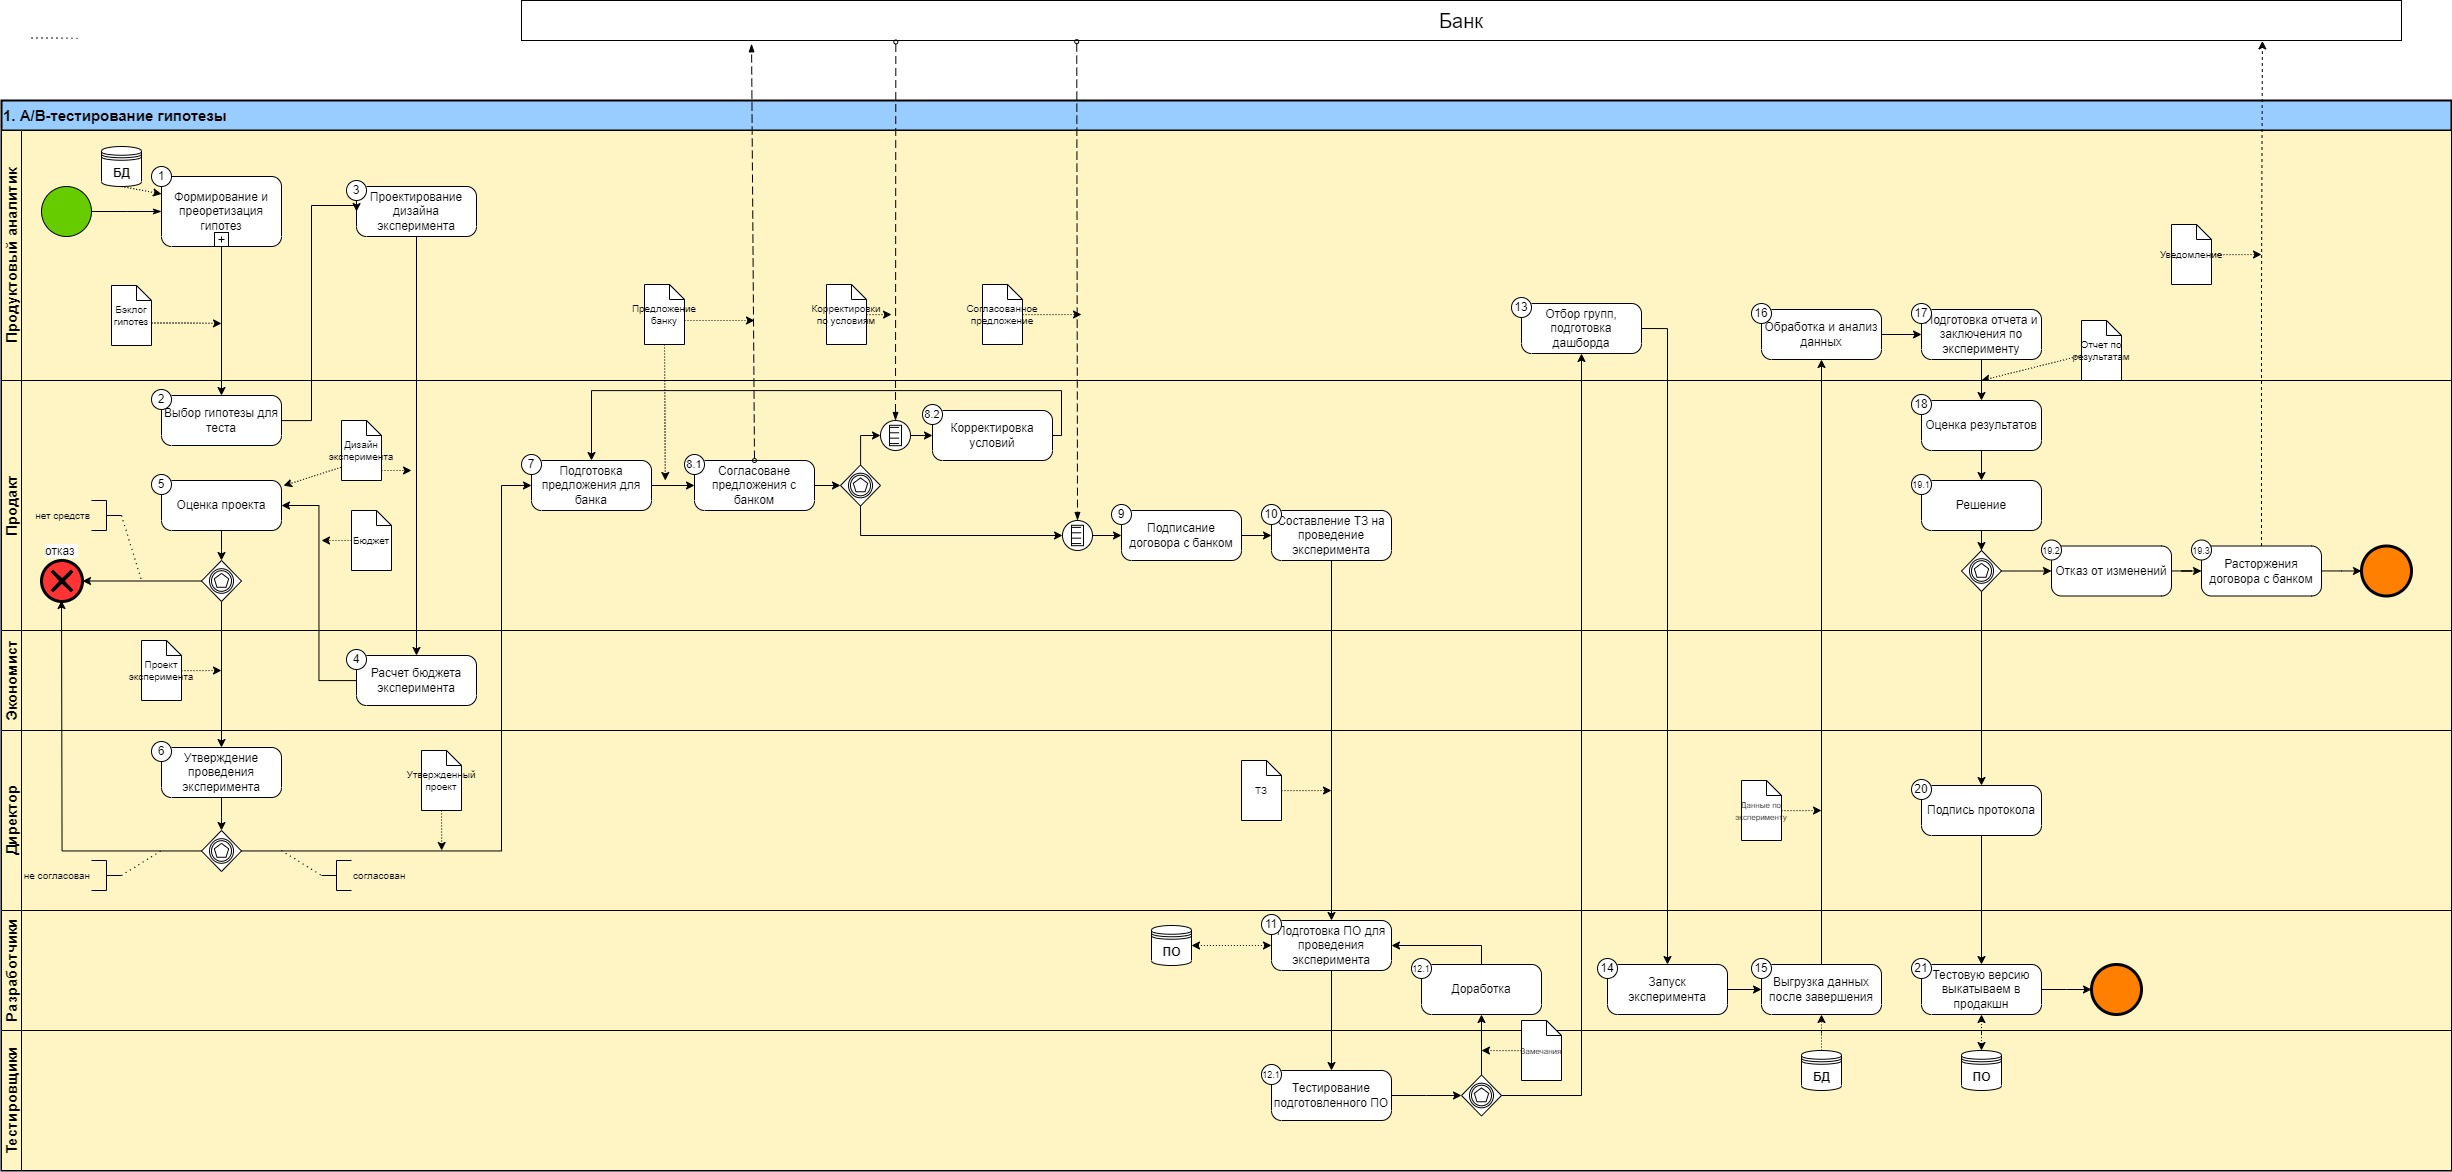 Банк
1. A/B-тестирование гипотезы
Продуктовый аналитик
БД
1
Формирование и
преоретизация
гипотез
3
Проектирование
дизайна
эксперимента
Бэклог
гипотез
Предложение
банку
Корректировки
по условиям
Согласованное
предложение
13
Отбор групп,
подготовка
дашборда
16
Обработка и анализ
данных
17
Подготовка отчета и
заключения по
эксперименту
Уведомление
Отчет по
результатам
Продакт
2
Выбор гипотезы для
теста
Дизайн
эксперимента
5
Оценка проекта
нет средств
Бюджет
отказ
7
Подготовка
предложения для
банка
8.1
Согласоване
предложения с
банком
8.2
Корректировка
условий
9
Подписание
договора с банком
10
Составление ТЗ на
проведение
эксперимента
18
Оценка результатов
19.1
Решение
19.2
Отказ от изменений
19.3
Расторжения
договора с банком
Экономист
Проект
эксперимента
4
Расчет бюджета
эксперимента
Директор
6
Утверждение
проведения
эксперимента
Утвержденный
проект
не согласован
согласован
ТЗ
Данные по
эксперименту
20
Подпись протокола
Разработчики
ПО
11
Подготовка ПО для
проведения
эксперимента
12.1
Доработка
14
Запуск
эксперимента
15
Выгрузка данных
после завершения
21
Тестовую версию
выкатываем в
продакшн
Тестировщики
12.1
Тестирование
подготовленного ПО
Замечания
БД
ПО